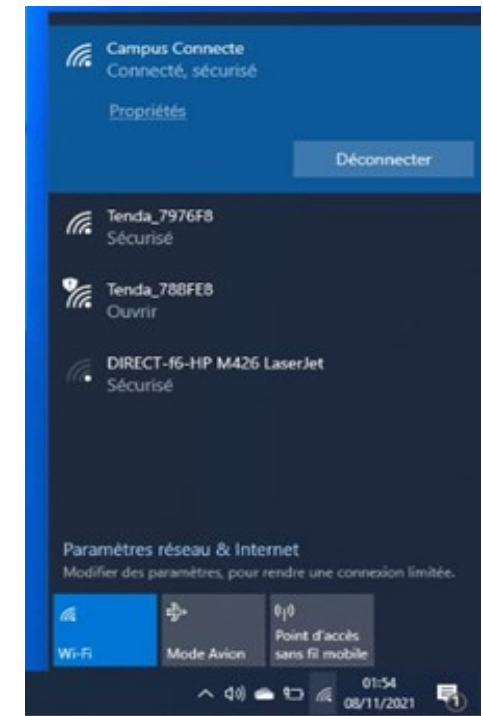 Campus Connecte
Connecté, sécurisé
Propriétés
Déconnecter
Tenda_7976F8
Sécurisé
Tenda_78BFE8
Ouvrir
DIRECT-f6-HP M426 LaserJet
Sécurisé
Paramètres réseau & Internet
Modifier des paramètres, pour rendre une connexion limitée.
Wi-Fi
Mode Avion
Point d'accès
sans fil mobile
01:54
08/11/2021
1